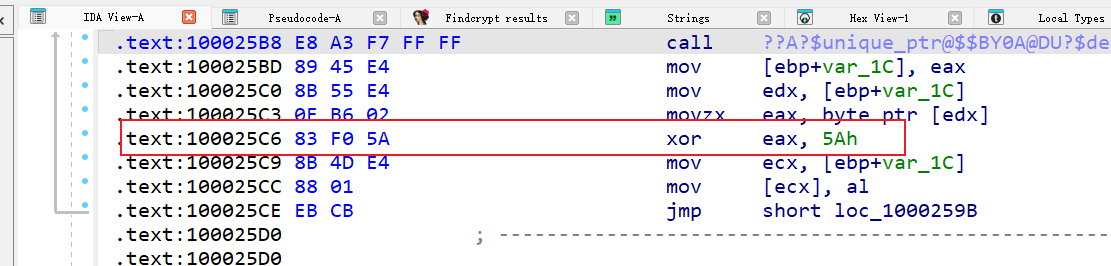 IDA View-A Pseudocode-A Findcrypt results Strings Hex View-1 Local Types
.text:100025B8 E8 A3 F7 FF FF call ??A?$unique_ptr@$$BY0A@DU?$de
.text:100025BD 89 45 E4 mov [ebp+var_1C], eax
.text:100025C0 8B 55 E4 mov edx, [ebp+var_1C]
.text:100025C3 0F B6 02 movzx eax, byte ptr [edx]
.text:100025C6 83 F0 5A xor eax, 5Ah
.text:100025C9 8B 4D E4 mov ecx, [ebp+var_1C]
.text:100025CC 88 01 mov [ecx], al
.text:100025CE EB CB jmp short loc_1000259B
.text:100025D0 ; ---------------------------------------------------
.text:100025D0